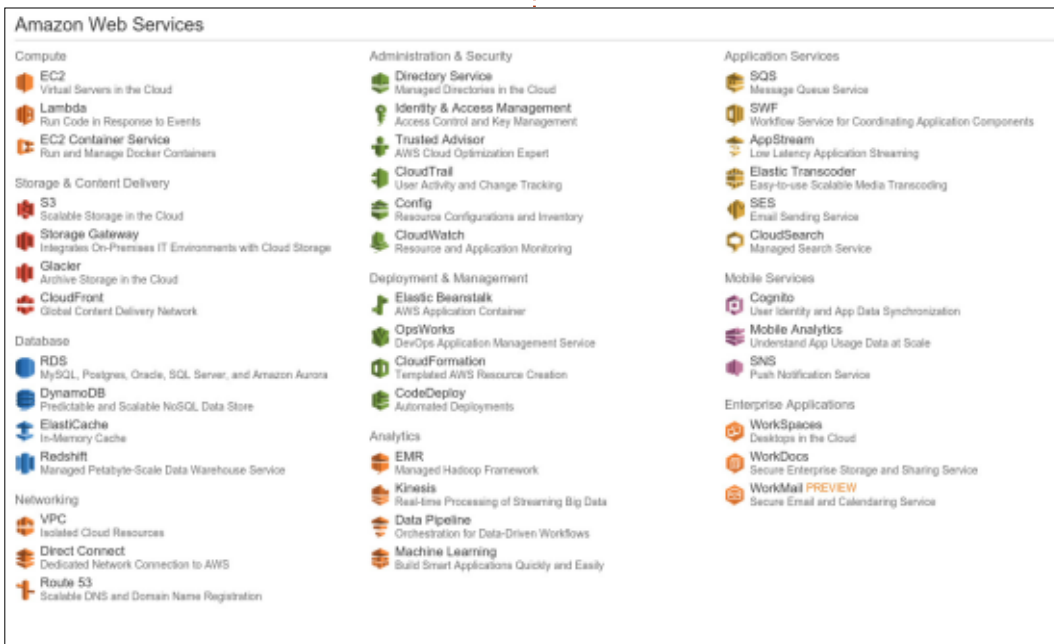 Amazon Web Services
Compute
EC2
Virtual Servers in the Cloud
Lambda
Run Code in Response to Events
EC2 Container Service
Run and Manage Docker Containers
Storage & Content Delivery
S3
Scalable Storage in the Cloud
Storage Gateway
Integrates On-Premises IT Environments with Cloud Storage
Glacier
Archive Storage in the Cloud
CloudFront
Global Content Delivery Network
Database
RDS
MySQL, Postgres, Oracle, SQL Server, and Amazon Aurora
DynamoDB
Predictable and Scalable NoSQL Data Store
ElastiCache
In-Memory Cache
Redshift
Managed Petabyte-Scale Data Warehouse Service
Networking
VPC
Isolated Cloud Resources
Direct Connect
Dedicated Network Connection to AWS
Route 53
Scalable DNS and Domain Name Registration
Administration & Security
Directory Service
Managed Directories in the Cloud
Identity & Access Management
Access Control and Key Management
Trusted Advisor
AWS Cloud Optimization Expert
CloudTrail
User Activity and Change Tracking
Config
Resource Configurations and Inventory
CloudWatch
Resource and Application Monitoring
Deployment & Management
Elastic Beanstalk
AWS Application Container
OpsWorks
DevOps Application Management Service
CloudFormation
Templated AWS Resource Creation
CodeDeploy
Automated Deployments
Analytics
EMR
Managed Hadoop Framework
Kinesis
Real-time Processing of Streaming Big Data
Data Pipeline
Orchestration for Data-Driven Workflows
Machine Learning
Build Smart Applications Quickly and Easily
Application Services
SQS
Message Queue Service
SWF
Workflow Service for Coordinating Application Components
AppStream
Low Latency Application Streaming
Elastic Transcoder
Easy-to-use Scalable Media Transcoding
SES
Email Sending Service
CloudSearch
Managed Search Service
Mobile Services
Cognito
User Identity and App Data Synchronization
Mobile Analytics
Understand App Usage Data at Scale
SNS
Push Notification Service
Enterprise Applications
WorkSpaces
Desktops in the Cloud
WorkDocs
Secure Enterprise Storage and Sharing Service
WorkMail PREVIEW
Secure Email and Calendaring Service